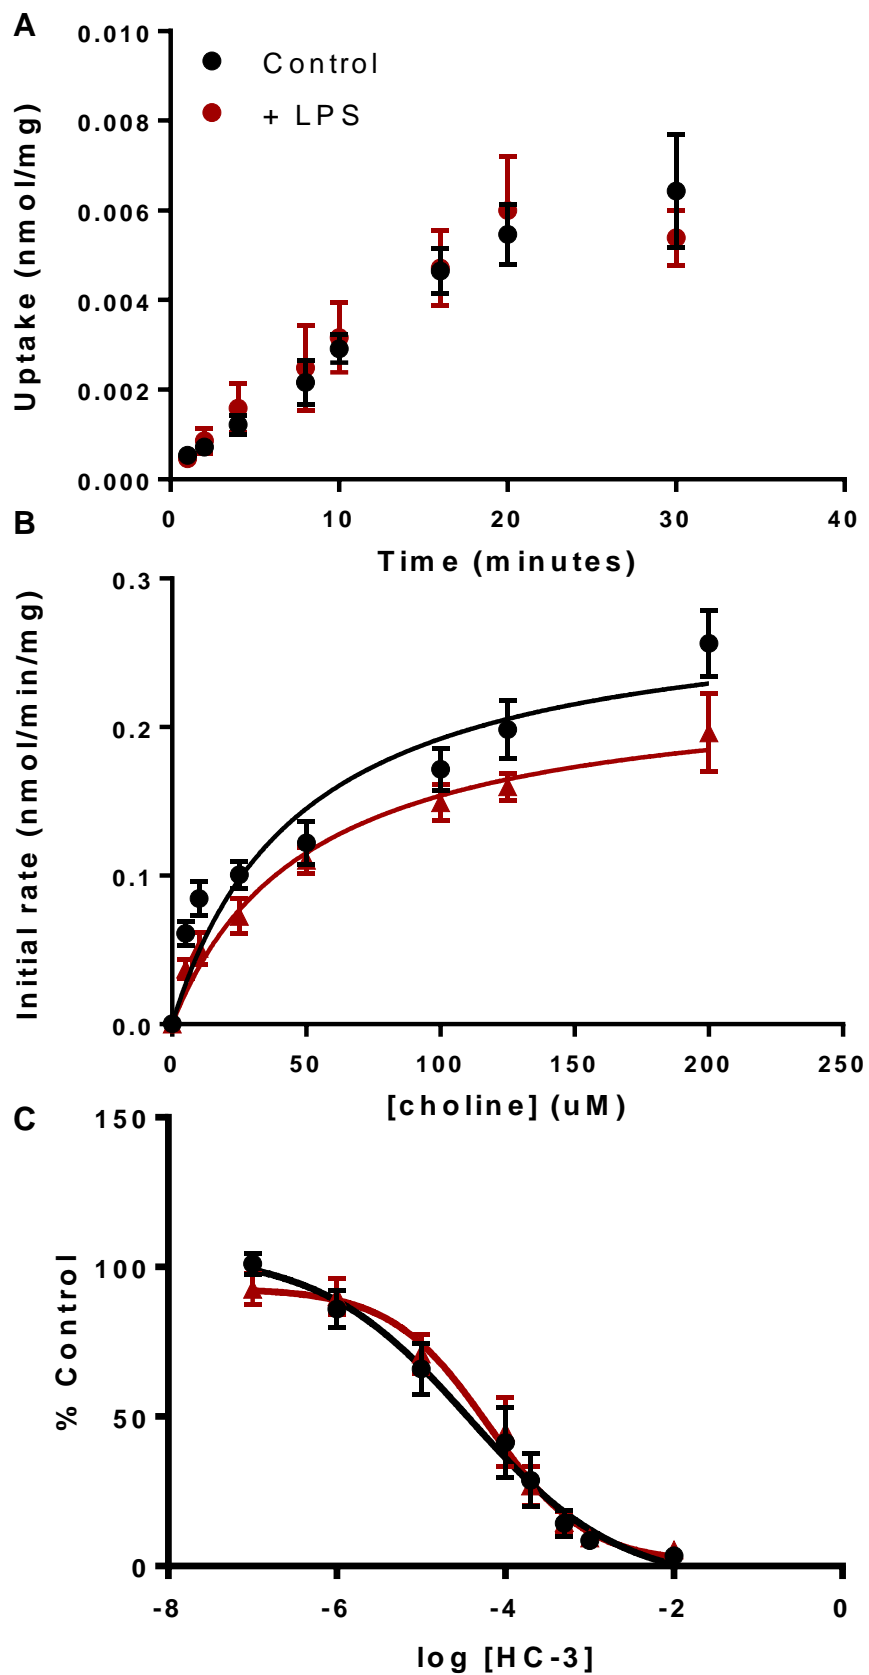 A
0.010
Control
+ LPS
0.008
0.006
0.004
0.002
0.000
Uptake (nmol/mg)
0 10 20 30 40
Time (minutes)
B
0.3
0.2
0.1
0.0
Initial rate (nmol/min/mg)
0 50 100 150 200 250
[choline] (uM)
C
150
100
50
0
% Control
-8 -6 -4 -2 0
log [HC-3]